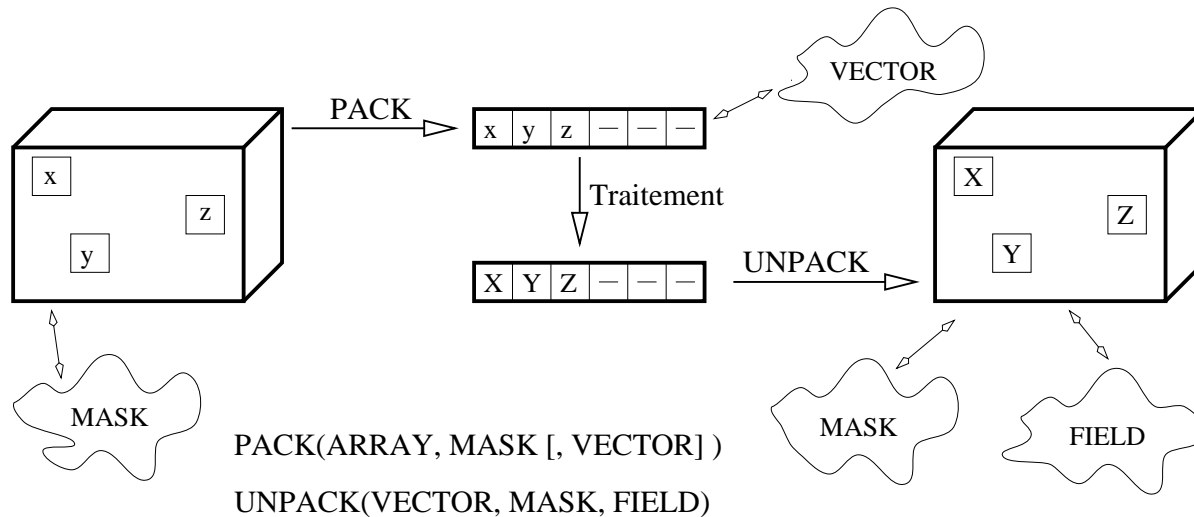 VECTOR
PACK
x y z — — —
x
z
y
Traitement
X
Z
Y
UNPACK
X Y Z — — —
MASK
MASK
FIELD
PACK(ARRAY, MASK [, VECTOR] )
UNPACK(VECTOR, MASK, FIELD)